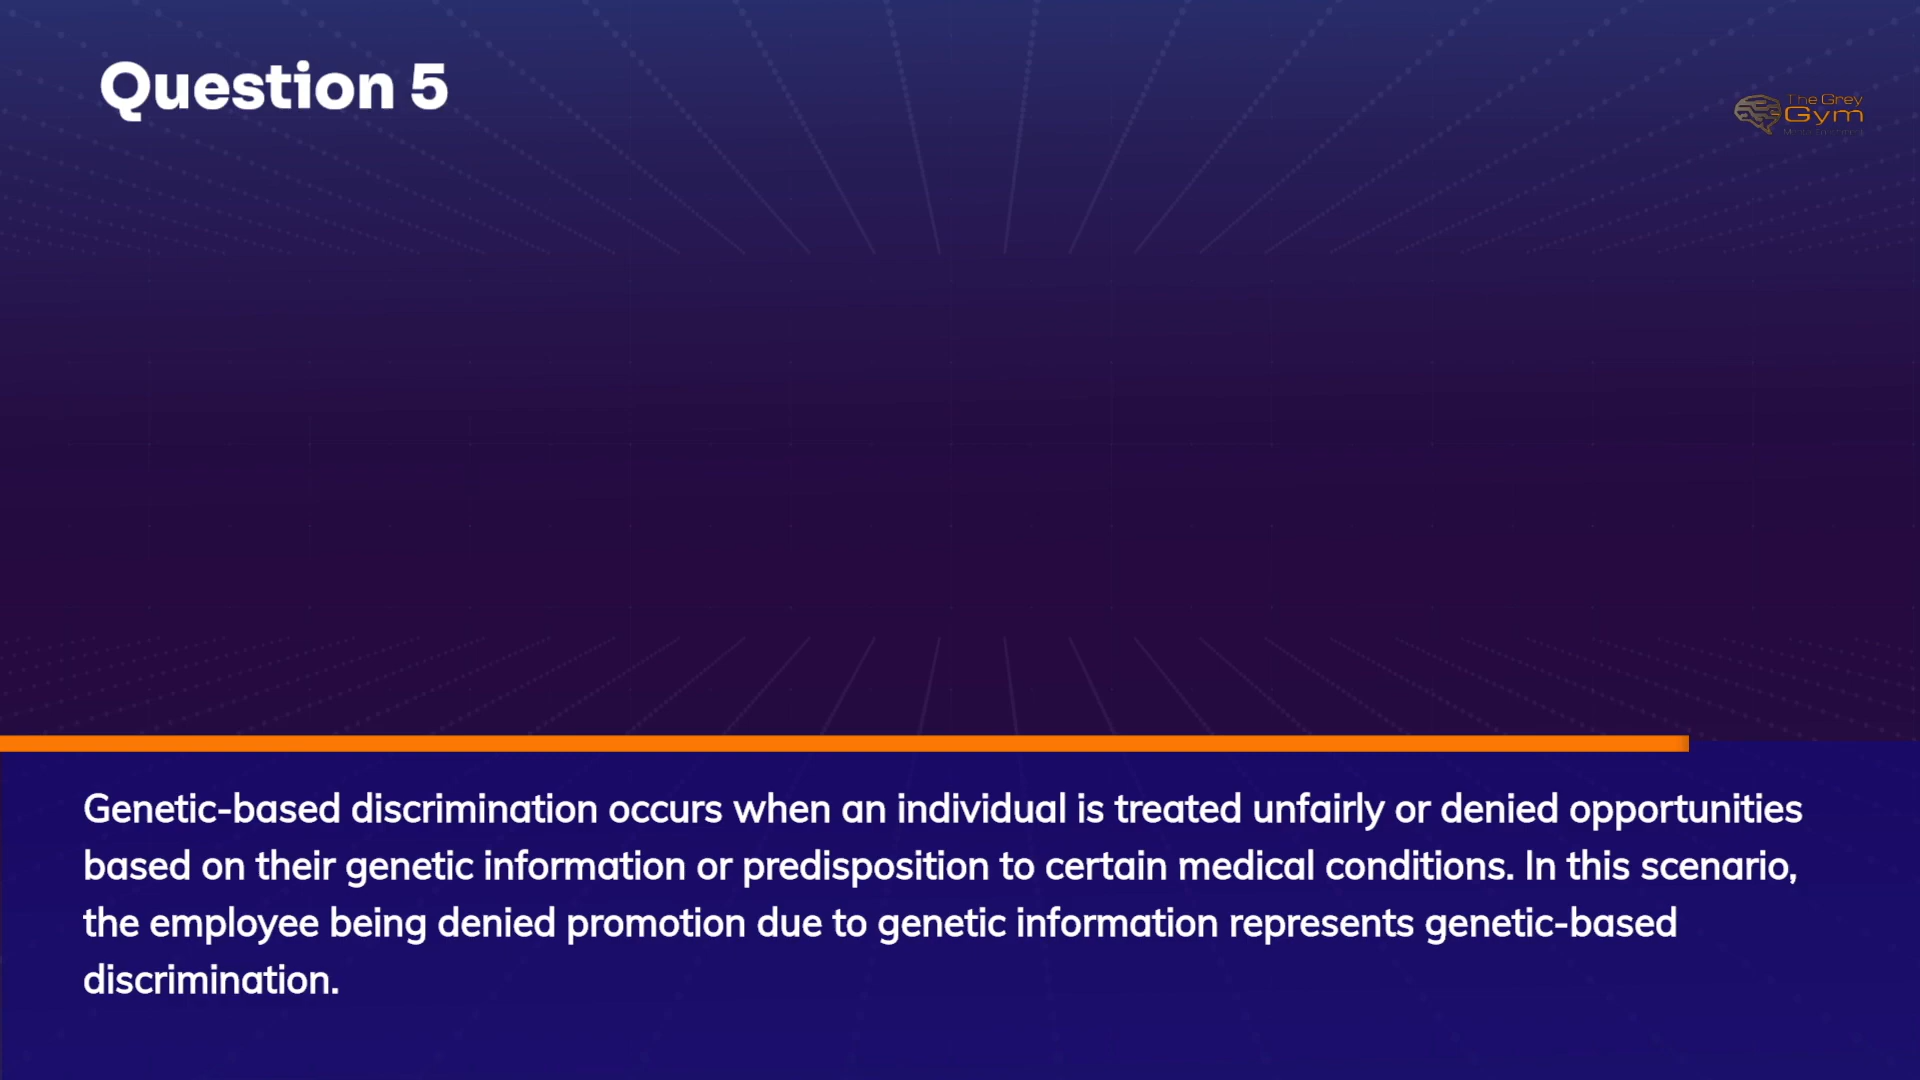 Question 5
The Grey
Gym
Genetic-based discrimination occurs when an individual is treated unfairly or denied opportunities
based on their genetic information or predisposition to certain medical conditions. In this scenario,
the employee being denied promotion due to genetic information represents genetic-based
discrimination.